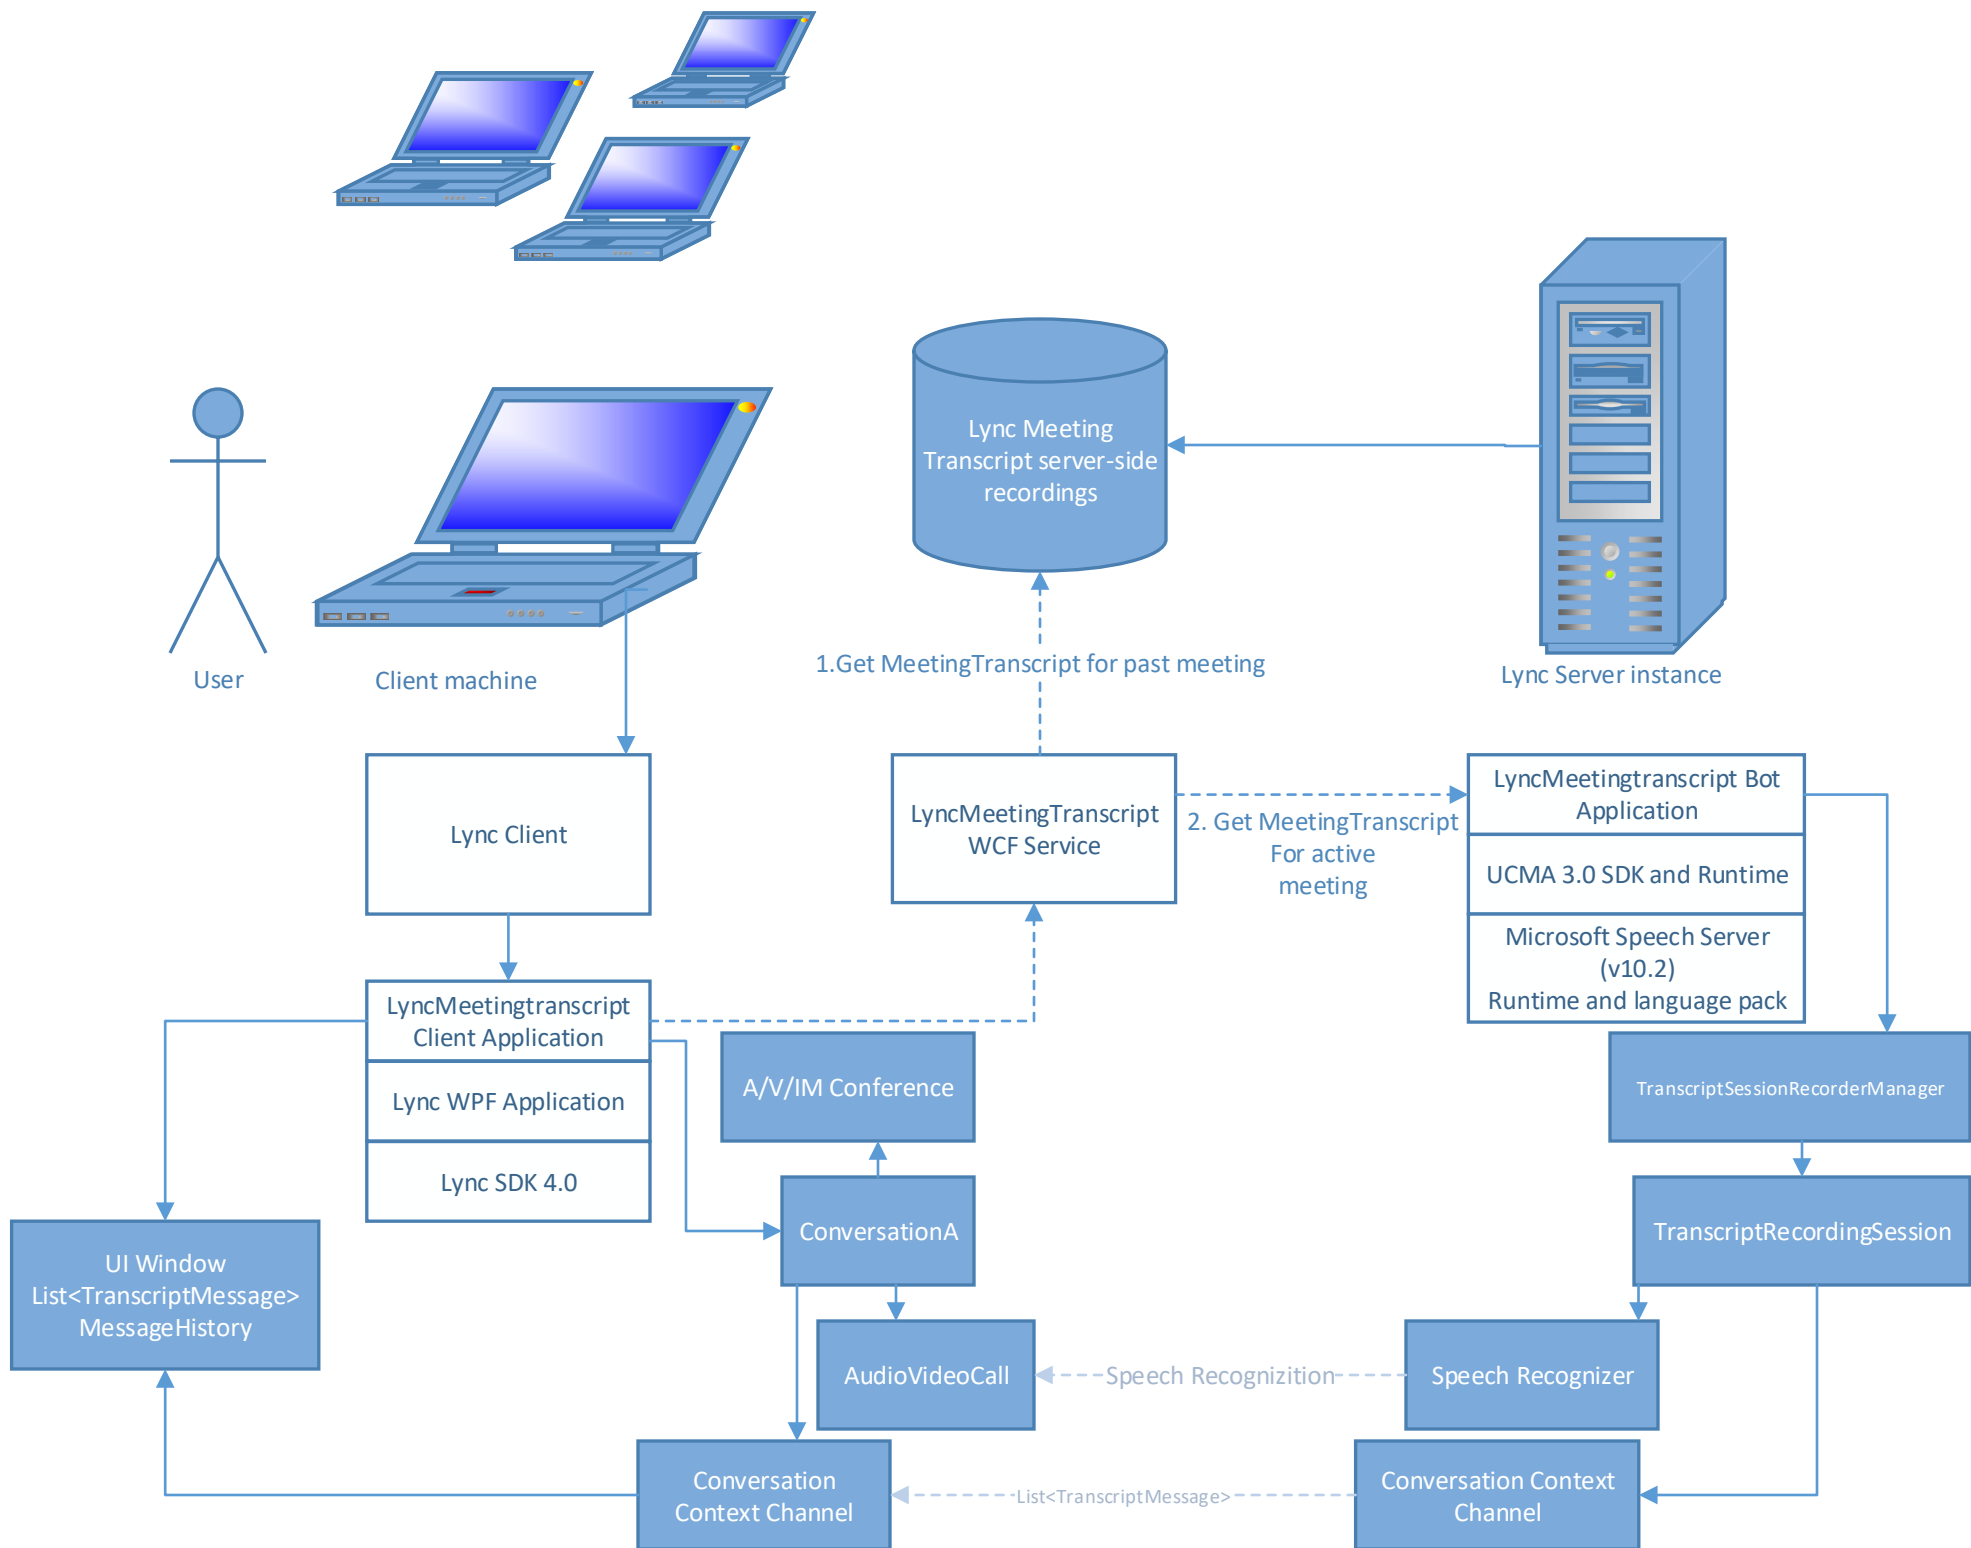 Lync Meeting
Transcript server-side
recordings
User
Client machine
1.Get MeetingTranscript for past meeting
Lync Server instance
Lync Client
LyncMeetingTranscript
WCF Service
2. Get MeetingTranscript
For active
meeting
LyncMeetingtranscript Bot
Application
UCMA 3.0 SDK and Runtime
Microsoft Speech Server
(v10.2)
Runtime and language pack
LyncMeetingtranscript
Client Application
Lync WPF Application
Lync SDK 4.0
A/V/IM Conference
TranscriptSessionRecorderManager
ConversationA
TranscriptRecordingSession
UI Window
List<TranscriptMessage>
MessageHistory
AudioVideoCall
Speech Recognizition
Speech Recognizer
Conversation
Context Channel
List<TranscriptMessage>
Conversation Context
Channel